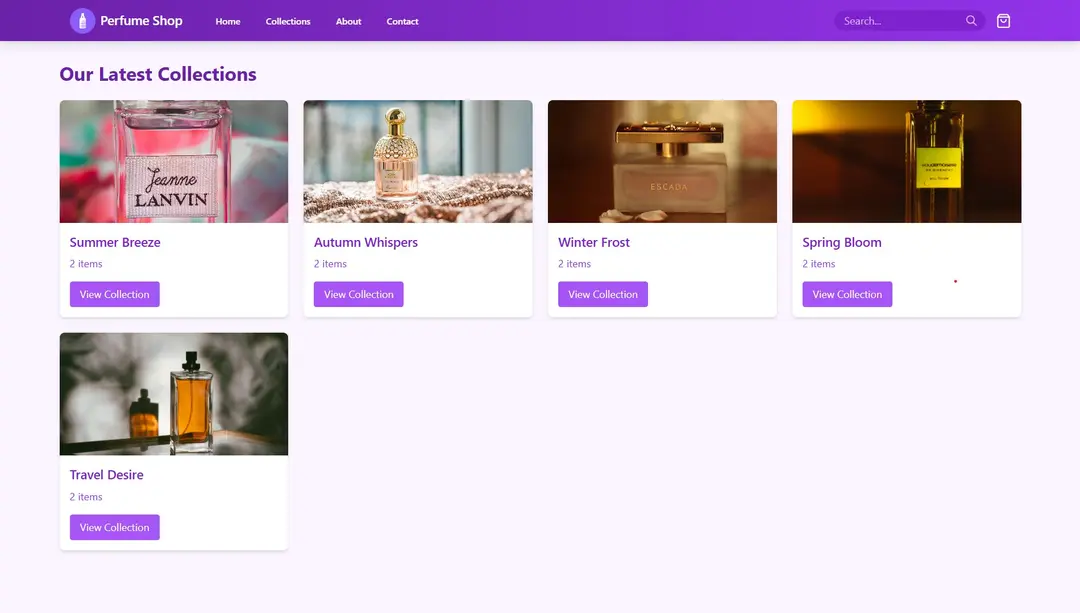 Perfume Shop
Home
Collections
About
Contact
Search...
Our Latest Collections
Jeanne
LANVIN
ESCADA
Summer Breeze
2 items
View Collection
Autumn Whispers
2 items
View Collection
Winter Frost
2 items
View Collection
Spring Bloom
2 items
View Collection
Travel Desire
2 items
View Collection